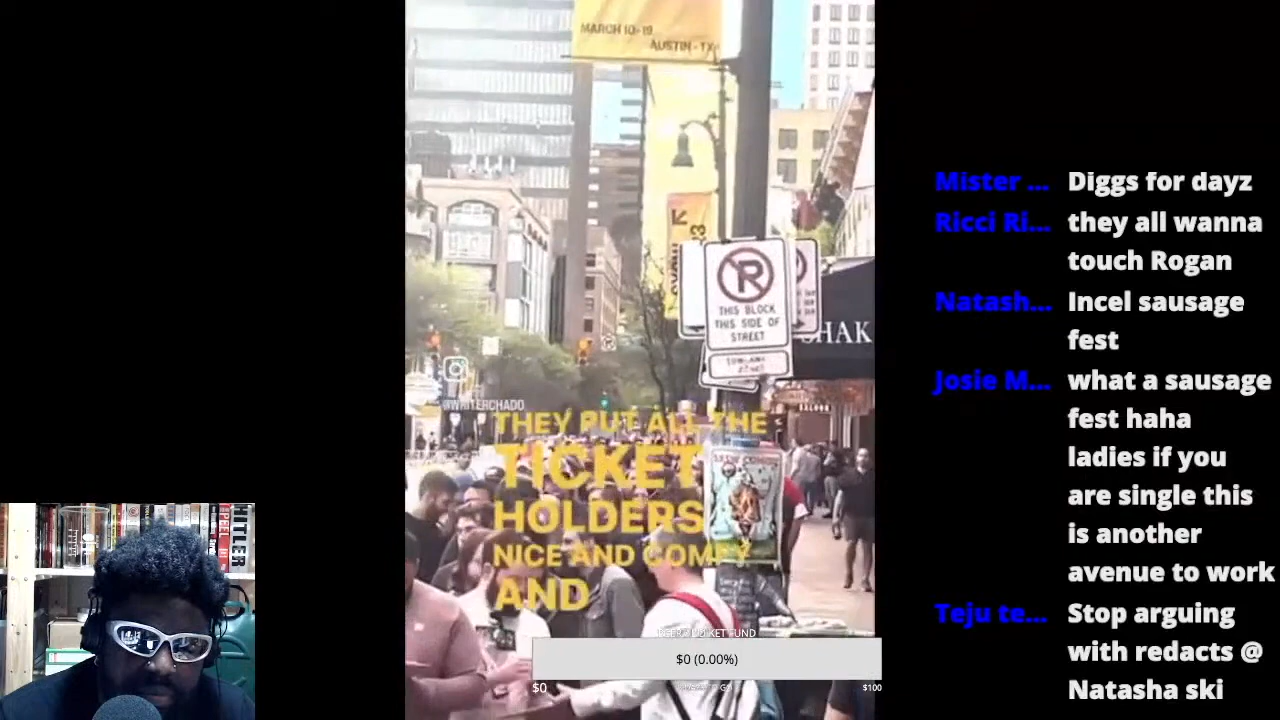 MARCH 10-19
AUSTIN - TX
THIS BLOCK
THIS SIDE OF
STREET
SHAK
@WRITERCHADO
THEY PUT ALL THE
TICKET
HOLDERS
NICE AND COMFY
AND
$0 (0.00%)
$0
$100
PEEL
HITLER
Mister ... Diggs for dayz
Ricci Ri... they all wanna
touch Rogan
Natash... Incel sausage
fest
Josie M... what a sausage
fest haha
ladies if you
are single this
is another
avenue to work
Teju te... Stop arguing
with redacts @
Natasha ski